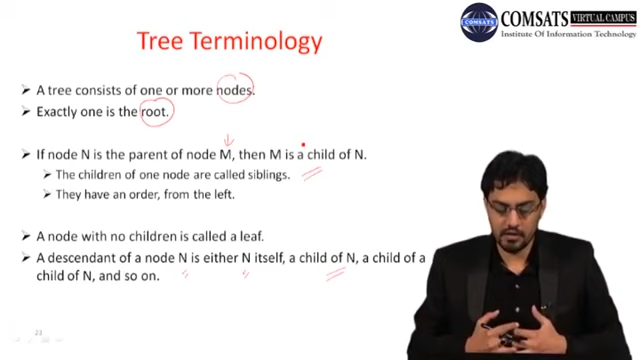 COMSATS VIRTUAL CAMPUS
Institute Of Information Technology
Tree Terminology
➢ A tree consists of one or more nodes.
➢ Exactly one is the root.
➢ If node N is the parent of node M, then M is a child of N.
➢ The children of one node are called siblings.
➢ They have an order, from the left.
➢ A node with no children is called a leaf.
➢ A descendant of a node N is either N itself, a child of N, a child of a
child of N, and so on.
23